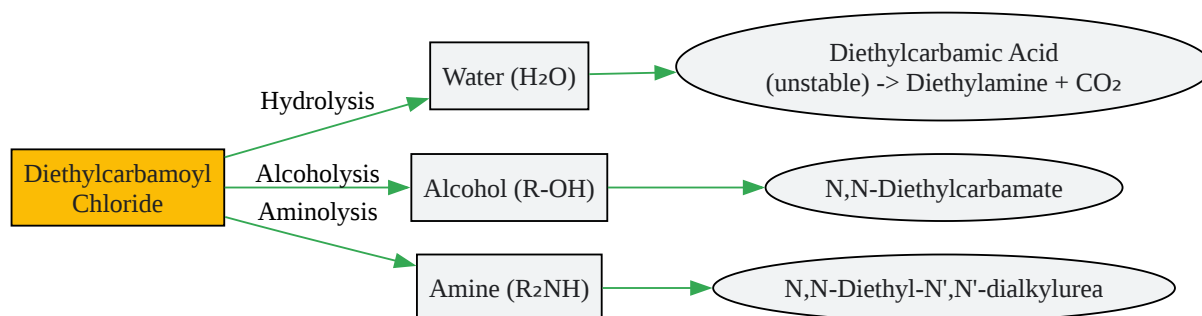 Diethylcarbamoyl
Chloride
Hydrolysis
Water (H₂O)
Diethylcarbamic Acid
(unstable) -> Diethylamine + CO₂
Alcoholysis
Alcohol (R-OH)
N,N-Diethylcarbamate
Aminolysis
Amine (R₂NH)
N,N-Diethyl-N',N'-dialkylurea